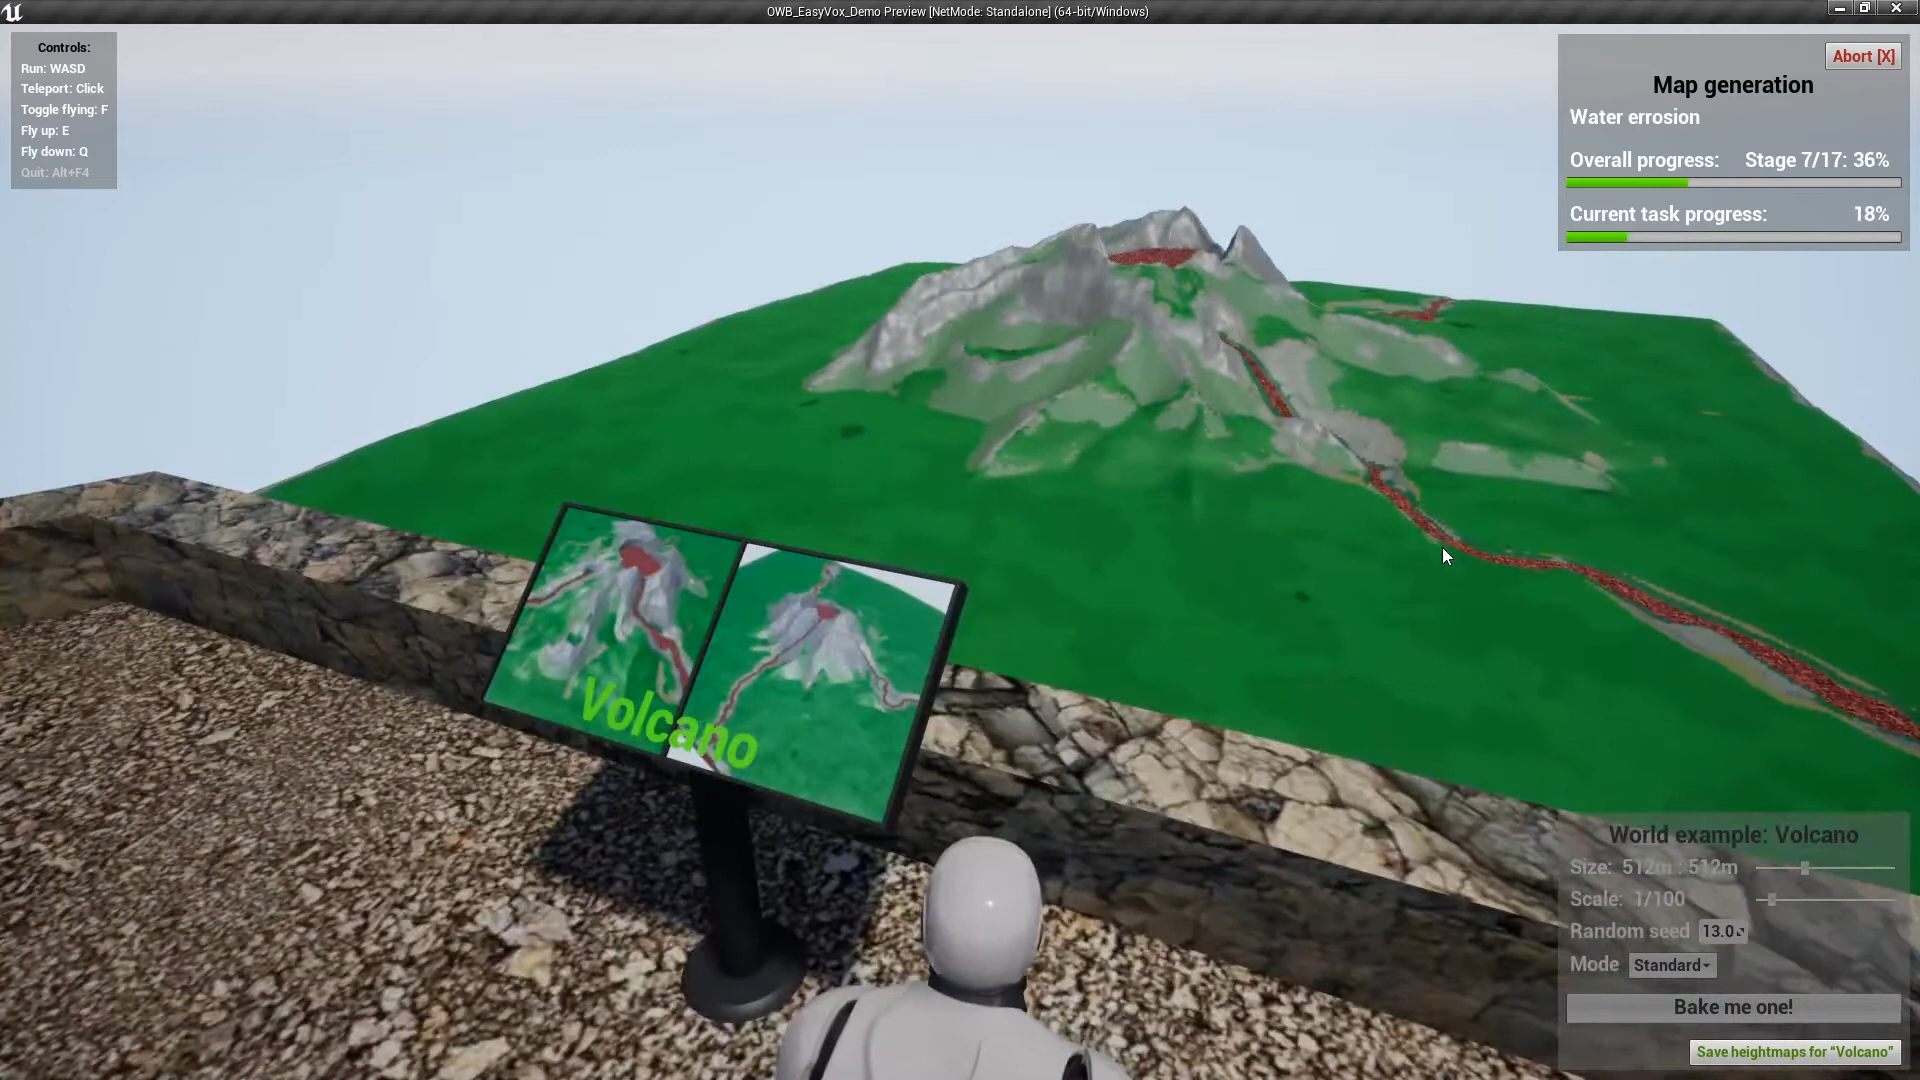 OWB_EasyVox_Demo Preview [NetMode: Standalone] (64-bit/Windows)
Controls:
Run: WASD
Teleport: Click
Toggle flying: F
Fly up: E
Fly down: Q
Quit: Alt+F4
Abort [X]
Map generation
Water errosion
Overall progress: Stage 7/17: 36%
Current task progress: 18%
Volcano
World example: Volcano
Size: 512m : 512m
Scale: 1/100
Random seed 13.0
Mode Standard
Bake me one!
Save heightmaps for "Volcano"